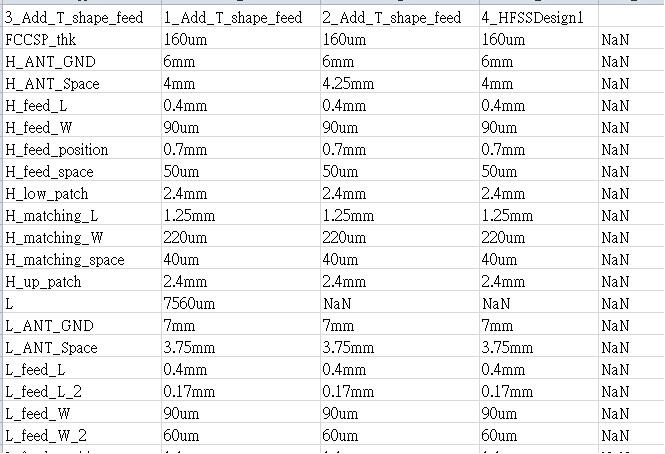 3_Add_T_shape_feed 1_Add_T_shape_feed 2_Add_T_shape_feed 4_HFSSDesign1
FCCSP_thk 160um 160um 160um NaN
H_ANT_GND 6mm 6mm 6mm NaN
H_ANT_Space 4mm 4.25mm 4mm NaN
H_feed_L 0.4mm 0.4mm 0.4mm NaN
H_feed_W 90um 90um 90um NaN
H_feed_position 0.7mm 0.7mm 0.7mm NaN
H_feed_space 50um 50um 50um NaN
H_low_patch 2.4mm 2.4mm 2.4mm NaN
H_matching_L 1.25mm 1.25mm 1.25mm NaN
H_matching_W 220um 220um 220um NaN
H_matching_space 40um 40um 40um NaN
H_up_patch 2.4mm 2.4mm 2.4mm NaN
L 7560um NaN NaN NaN
L_ANT_GND 7mm 7mm 7mm NaN
L_ANT_Space 3.75mm 3.75mm 3.75mm NaN
L_feed_L 0.4mm 0.4mm 0.4mm NaN
L_feed_L_2 0.17mm 0.17mm 0.17mm NaN
L_feed_W 90um 90um 90um NaN
L_feed_W_2 60um 60um 60um NaN